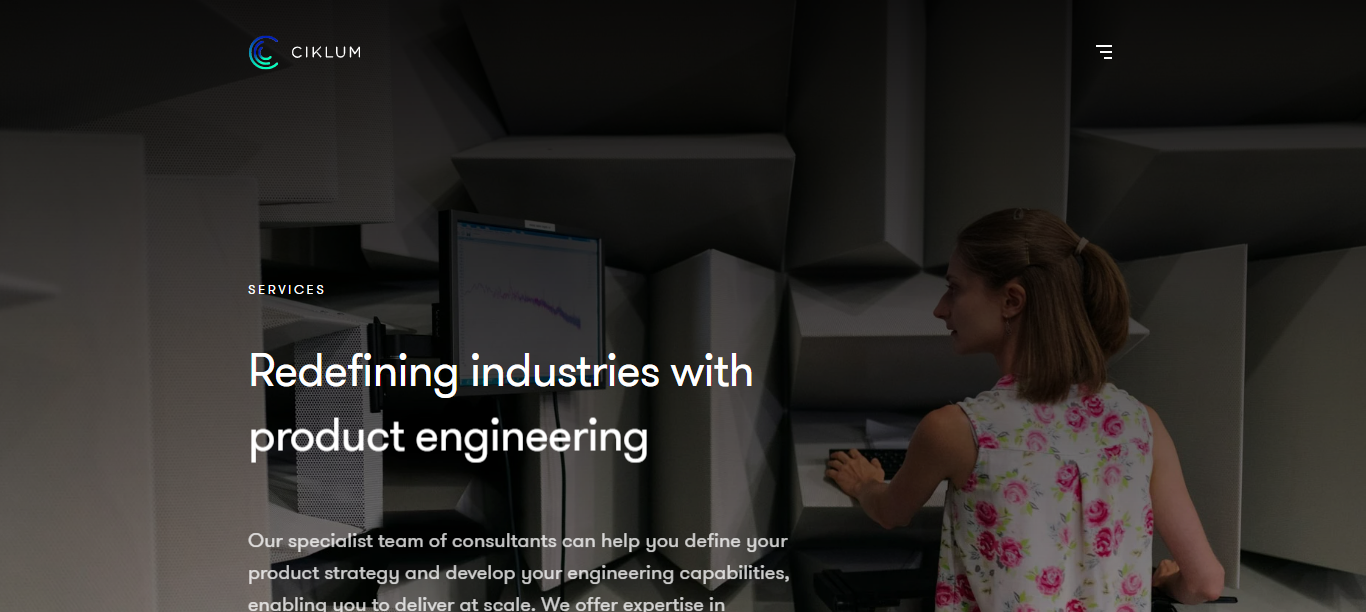 CIKLUM
SERVICES
Redefining industries with
product engineering
Our specialist team of consultants can help you define your
product strategy and develop your engineering capabilities,
enabling you to deliver at scale. We offer expertise in